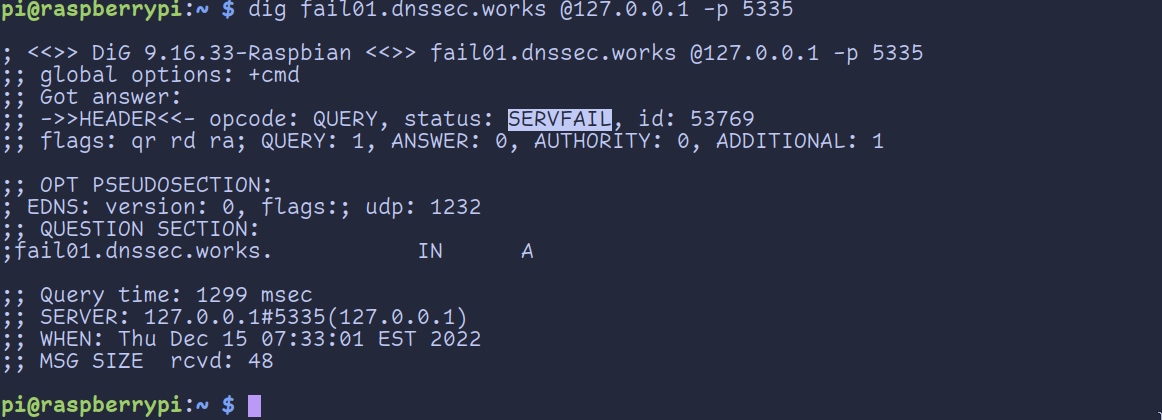 pi@raspberrypi:~ $ dig fail01.dnssec.works @127.0.0.1 -p 5335
; <<>> DiG 9.16.33-Raspbian <<>> fail01.dnssec.works @127.0.0.1 -p 5335
;; global options: +cmd
;; Got answer:
;; ->>HEADER<<- opcode: QUERY, status: SERVFAIL, id: 53769
;; flags: qr rd ra; QUERY: 1, ANSWER: 0, AUTHORITY: 0, ADDITIONAL: 1
;; OPT PSEUDOSECTION:
; EDNS: version: 0, flags:; udp: 1232
;; QUESTION SECTION:
;fail01.dnssec.works. IN A
;; Query time: 1299 msec
;; SERVER: 127.0.0.1#5335(127.0.0.1)
;; WHEN: Thu Dec 15 07:33:01 EST 2022
;; MSG SIZE rcvd: 48
pi@raspberrypi:~ $